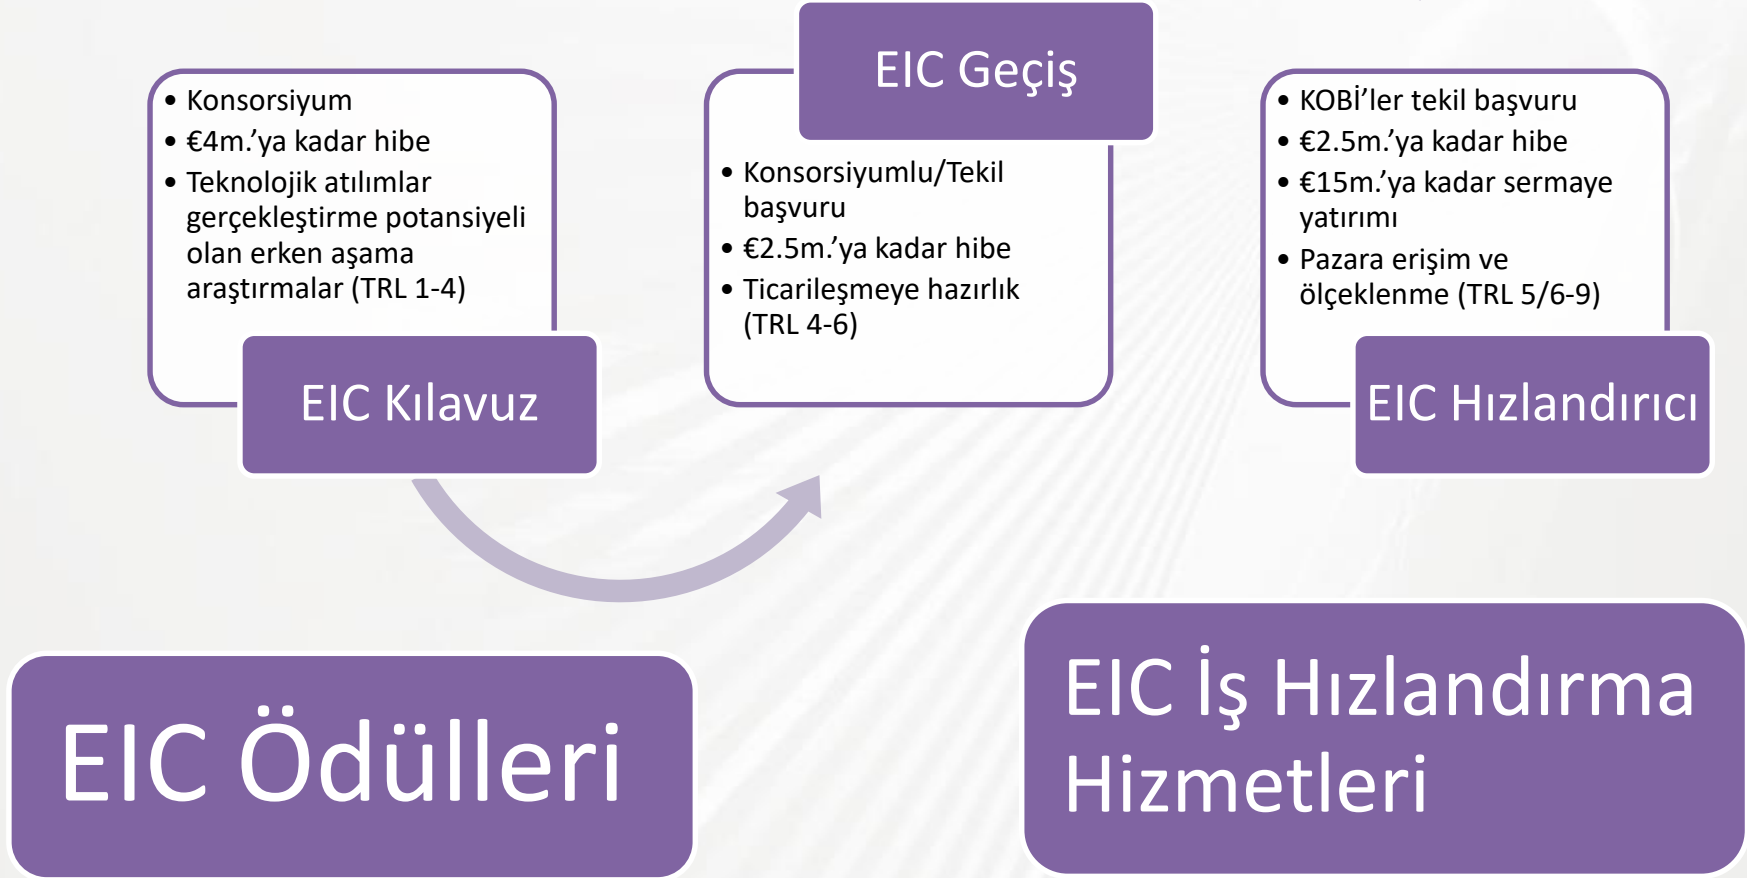 • Konsorsiyum
• €4m.'ya kadar hibe
• Teknolojik atılımlar
gerçekleştirme potansiyeli
olan erken aşama
araştırmalar (TRL 1-4)
EIC Kılavuz
EIC Geçiş
• Konsorsiyumlu/Tekil
başvuru
• €2.5m.'ya kadar hibe
• Ticarileşmeye hazırlık
(TRL 4-6)
• KOBİ'ler tekil başvuru
• €2.5m.'ya kadar hibe
• €15m.'ya kadar sermaye
yatırımı
• Pazara erişim ve
ölçeklenme (TRL 5/6-9)
EIC Hızlandırıcı
EIC Ödülleri
EIC İş Hızlandırma
Hizmetleri